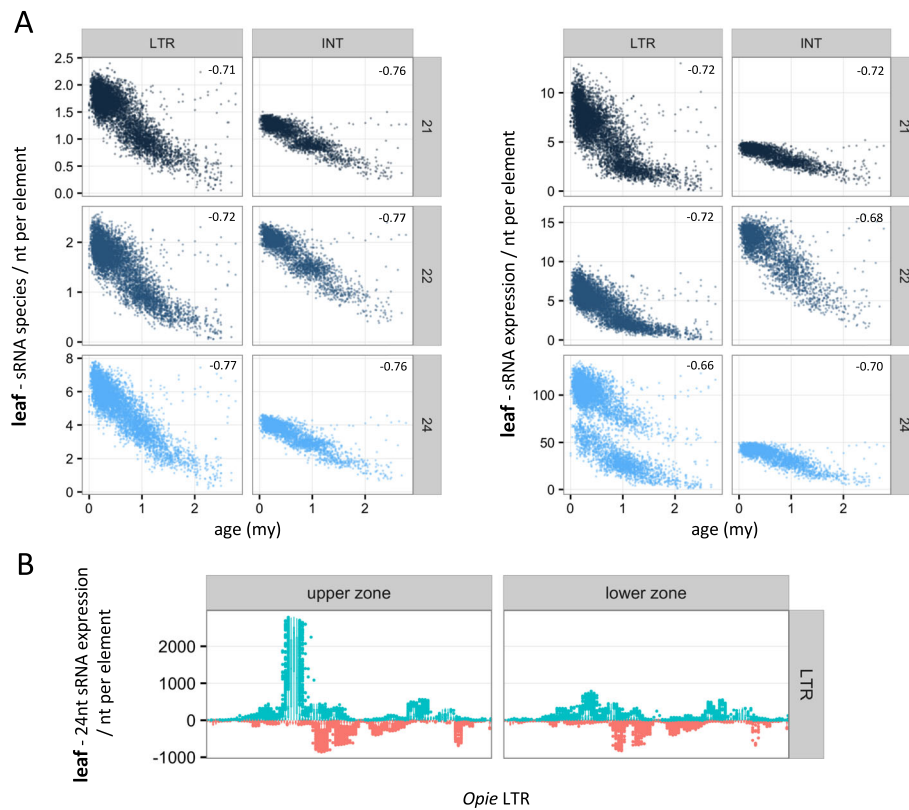 A
LTR INT
-0.71 -0.76
2.5
2.0
1.5
1.0
0.5
0.0
21
-0.72 -0.77
2
1
0
22
-0.77 -0.76
8
6
4
2
0
24
0 1 2 0 1 2
age (my)
leaf - sRNA species / nt per element
LTR INT
-0.72 -0.72
10
5
0
21
-0.72 -0.68
15
10
5
0
22
-0.66 -0.70
100
50
0
24
0 1 2 0 1 2
age (my)
leaf - sRNA expression / nt per element
B
leaf - 24nt sRNA expression
/ nt per element
upper zone lower zone
2000
1000
0
-1000
LTR
Opie LTR